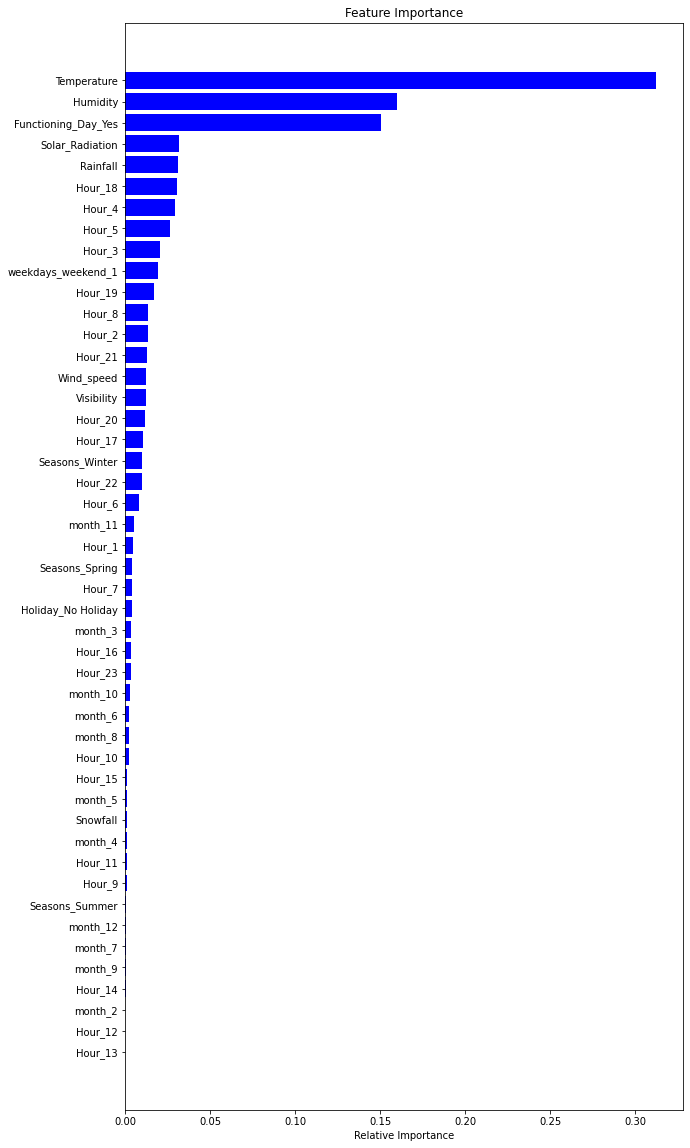 Feature Importance
Temperature
Humidity
Functioning_Day_Yes
Solar_Radiation
Rainfall
Hour_18
Hour_4
Hour_5
Hour_3
weekdays_weekend_1
Hour_19
Hour_8
Hour_2
Hour_21
Wind_speed
Visibility
Hour_20
Hour_17
Seasons_Winter
Hour_22
Hour_6
month_11
Hour_1
Seasons_Spring
Hour_7
Holiday_No Holiday
month_3
Hour_16
Hour_23
month_10
month_6
month_8
Hour_10
Hour_15
month_5
Snowfall
month_4
Hour_11
Hour_9
Seasons_Summer
month_12
month_7
month_9
Hour_14
month_2
Hour_12
Hour_13
0.00 0.05 0.10 0.15 0.20 0.25 0.30
Relative Importance